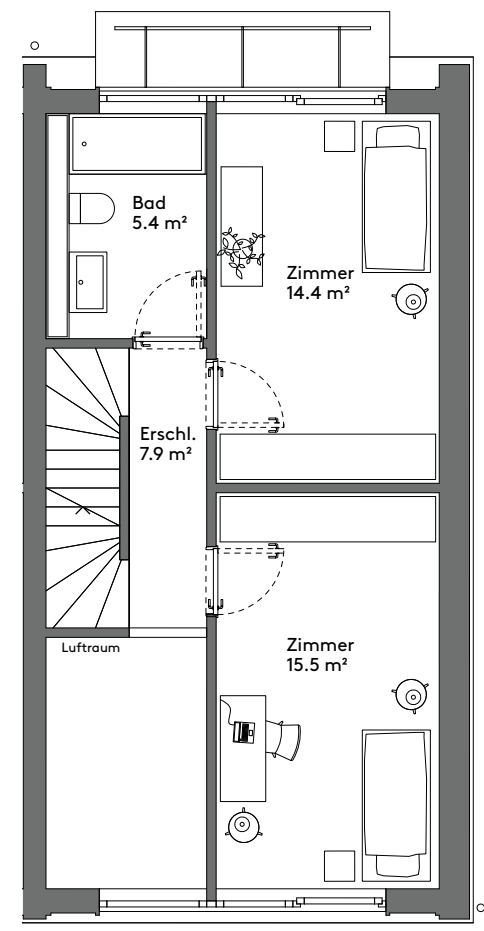 Bad
5.4 m²
Zimmer
14.4 m²
Erschl.
7.9 m²
Zimmer
15.5 m²
Luftraum